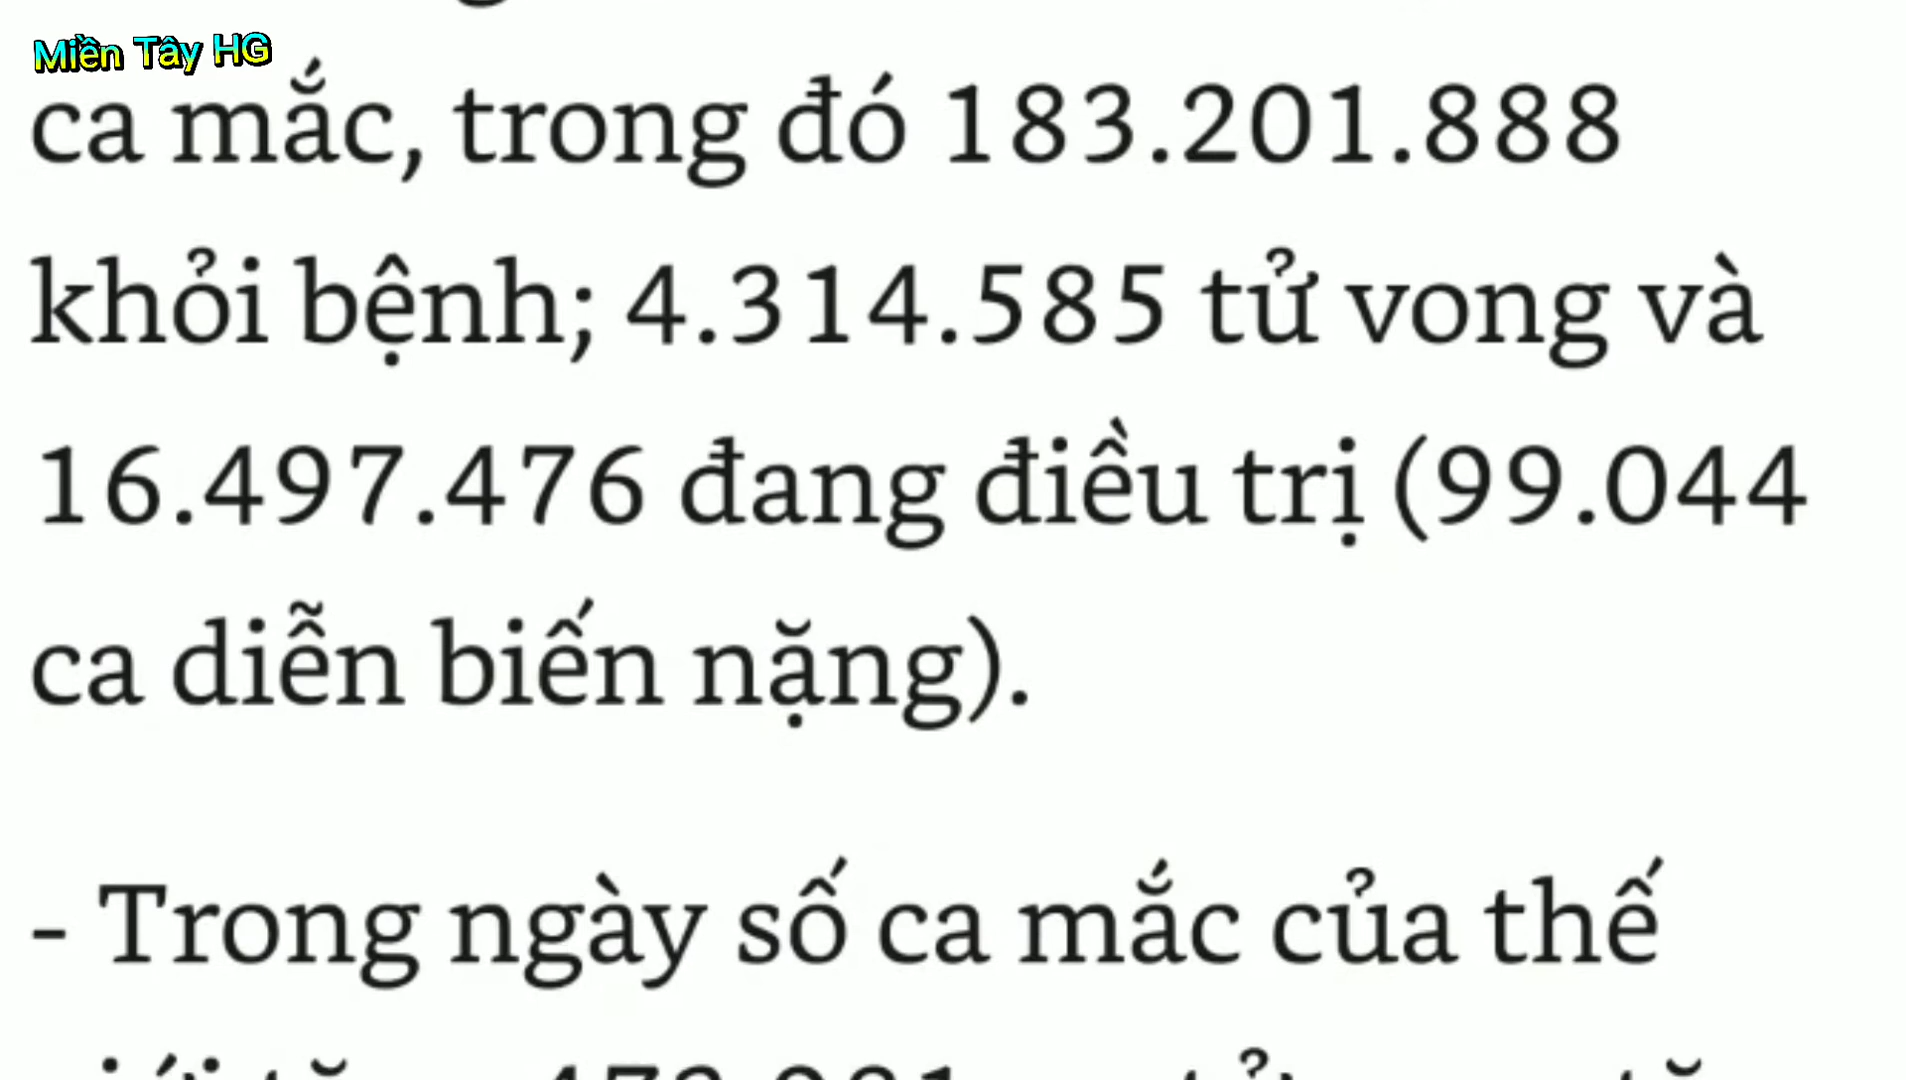 Miền Tây HG
ca mắc, trong đó 183.201.888
khỏi bệnh; 4.314.585 tử vong và
16.497.476 đang điều trị (99.044
ca diễn biến nặng).
- Trong ngày số ca mắc của thế